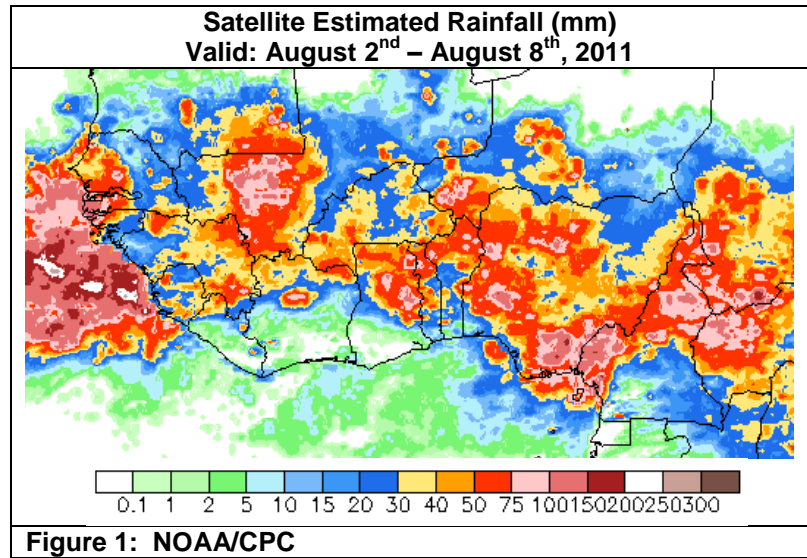 Satellite Estimated Rainfall (mm)
Valid: August 2nd – August 8th, 2011
0.1 1 2 5 10 15 20 30 40 50 75 100150200250300
Figure 1: NOAA/CPC